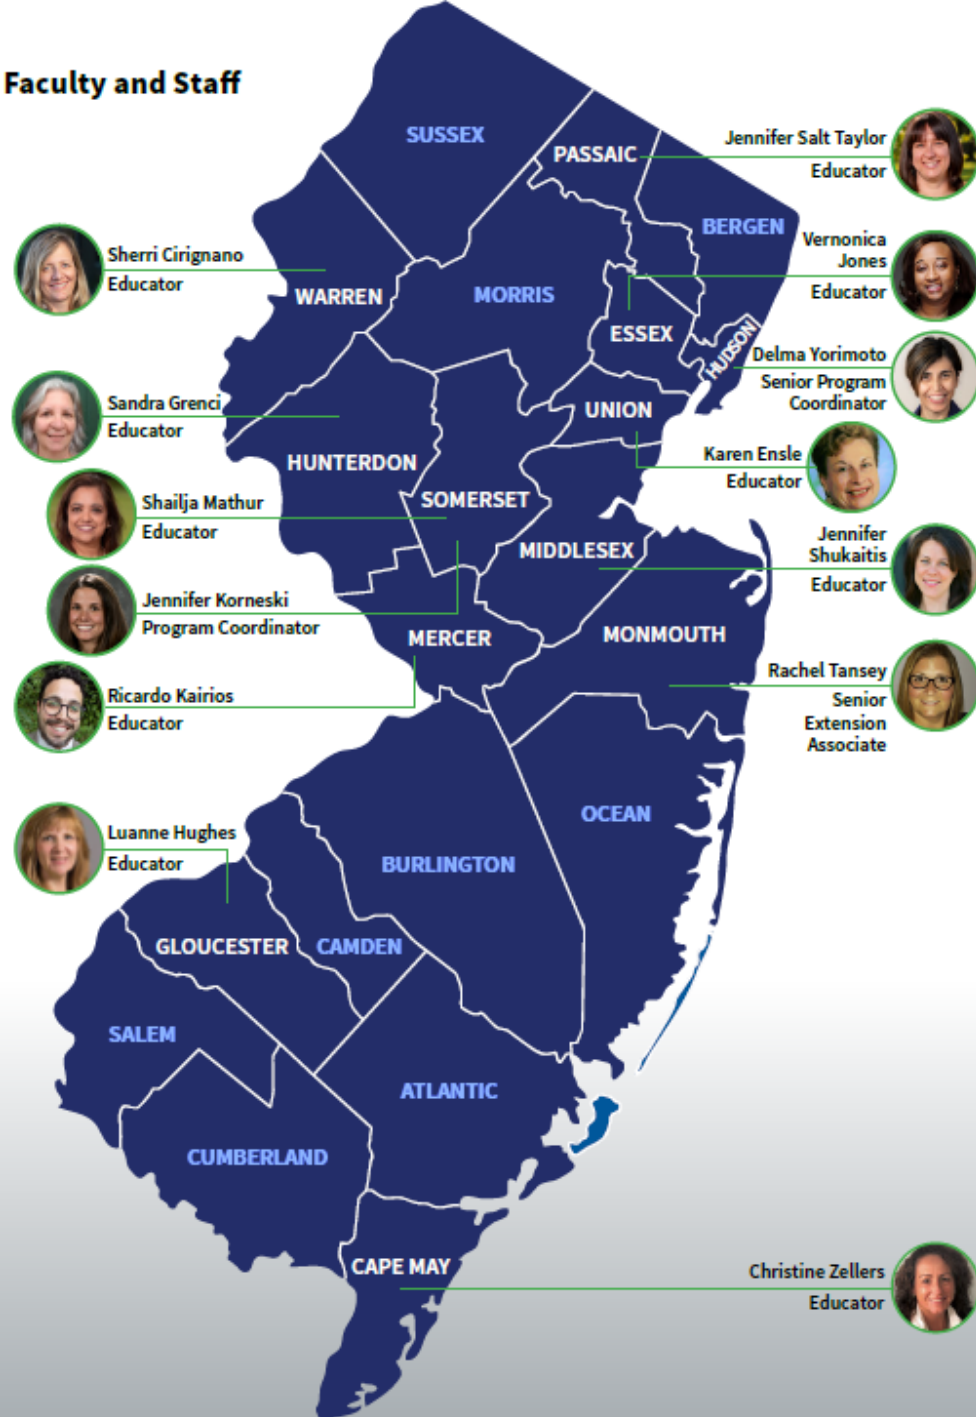 Faculty and Staff
SUSSEX
PASSAIC
Jennifer Salt Taylor
Educator
BERGEN
Vernonica
Jones
Educator
Sherri Cirignano
Educator
WARREN
MORRIS
ESSEX
HUDSON
Delma Yorimoto
Senior Program
Coordinator
Sandra Grenci
Educator
UNION
Karen Ensle
Educator
HUNTERDON
Shailja Mathur
Educator
SOMERSET
MIDDLESEX
Jennifer
Shukaitis
Educator
Jennifer Korneski
Program Coordinator
MERCER
MONMOUTH
Rachel Tansey
Senior
Extension
Associate
Ricardo Kairios
Educator
OCEAN
Luanne Hughes
Educator
BURLINGTON
GLOUCESTER
CAMDEN
SALEM
ATLANTIC
CUMBERLAND
CAPE MAY
Christine Zellers
Educator